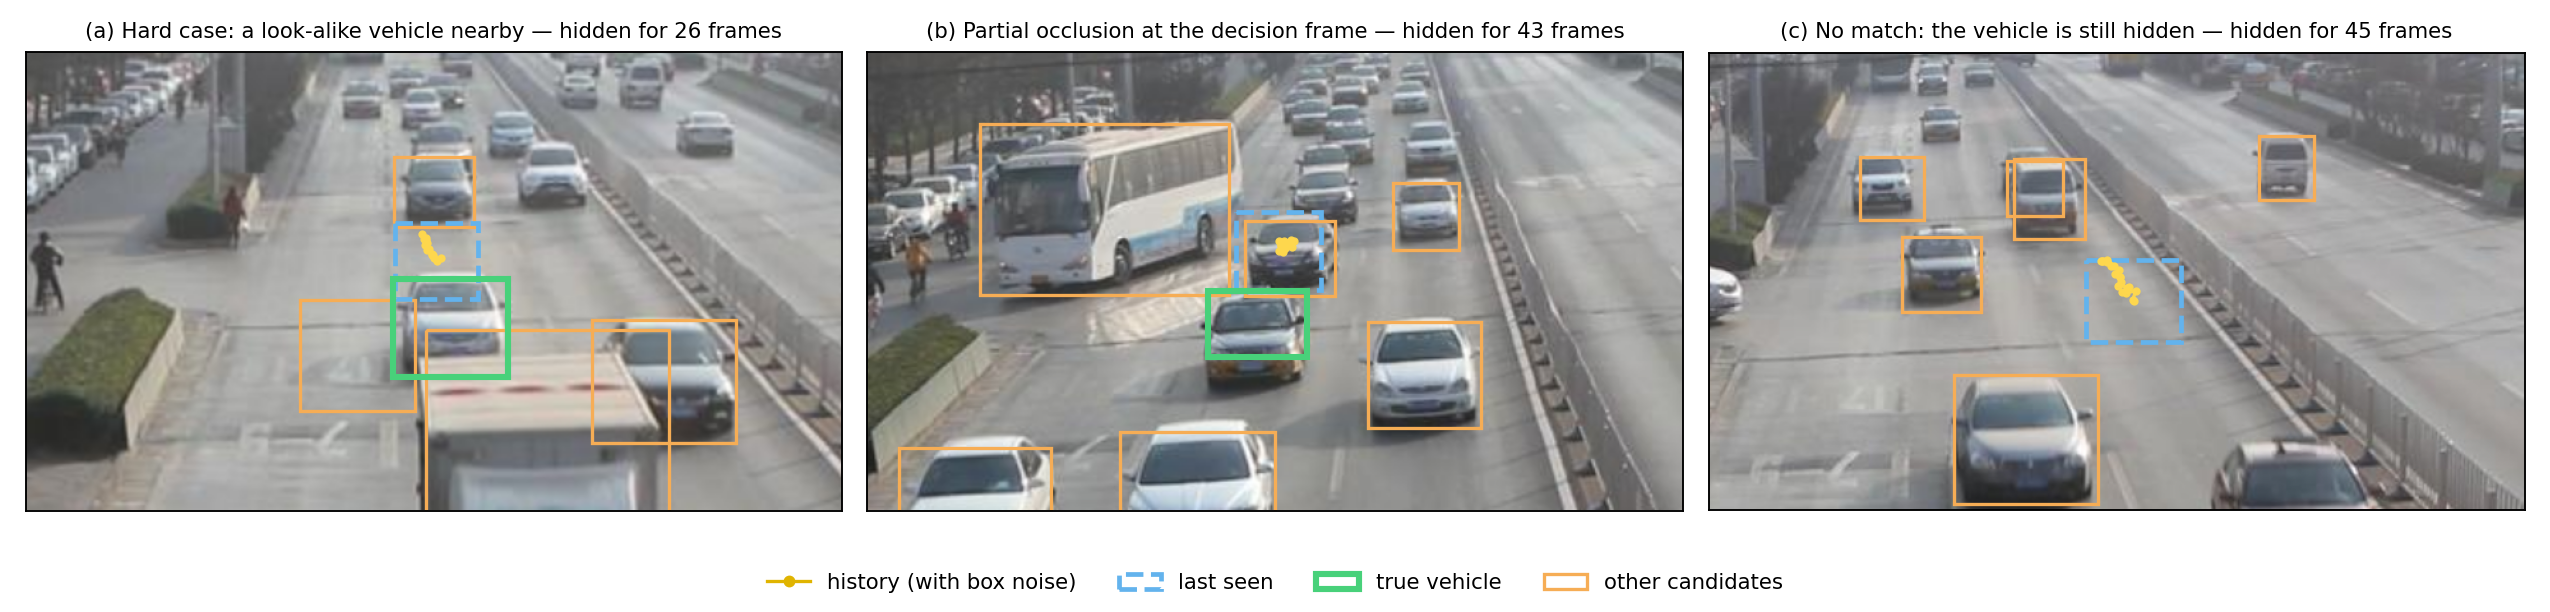 (a) Hard case: a look-alike vehicle nearby — hidden for 26 frames
(b) Partial occlusion at the decision frame — hidden for 43 frames
(c) No match: the vehicle is still hidden — hidden for 45 frames
history (with box noise)
last seen
true vehicle
other candidates